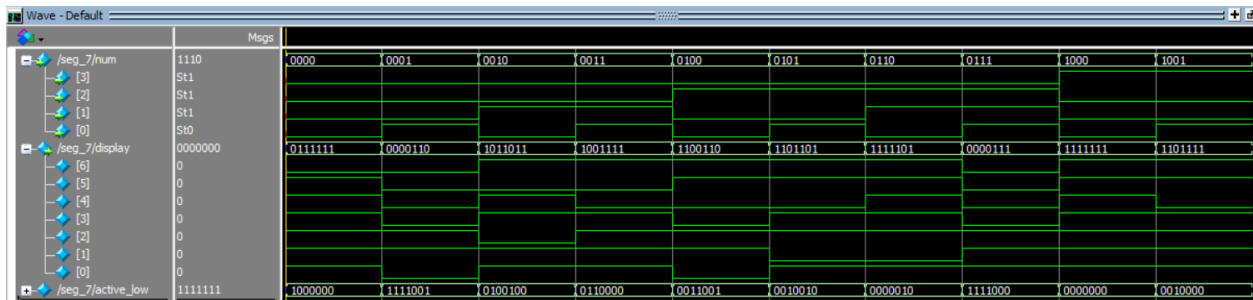 Wave - Default
Msgs
/seg_7/num 1110 0000 0001 0010 0011 0100 0101 0110 0111 1000 1001
[3] St1
[2] St1
[1] St1
[0] St0
/seg_7/display 0000000 0111111 0000110 1011011 1001111 1100110 1101101 1111101 0000111 1111111 1101111
[6] 0
[5] 0
[4] 0
[3] 0
[2] 0
[1] 0
[0] 0
/seg_7/active_low 1111111 1000000 1111001 0100100 0110000 0011001 0010010 0000010 1111000 0000000 0010000